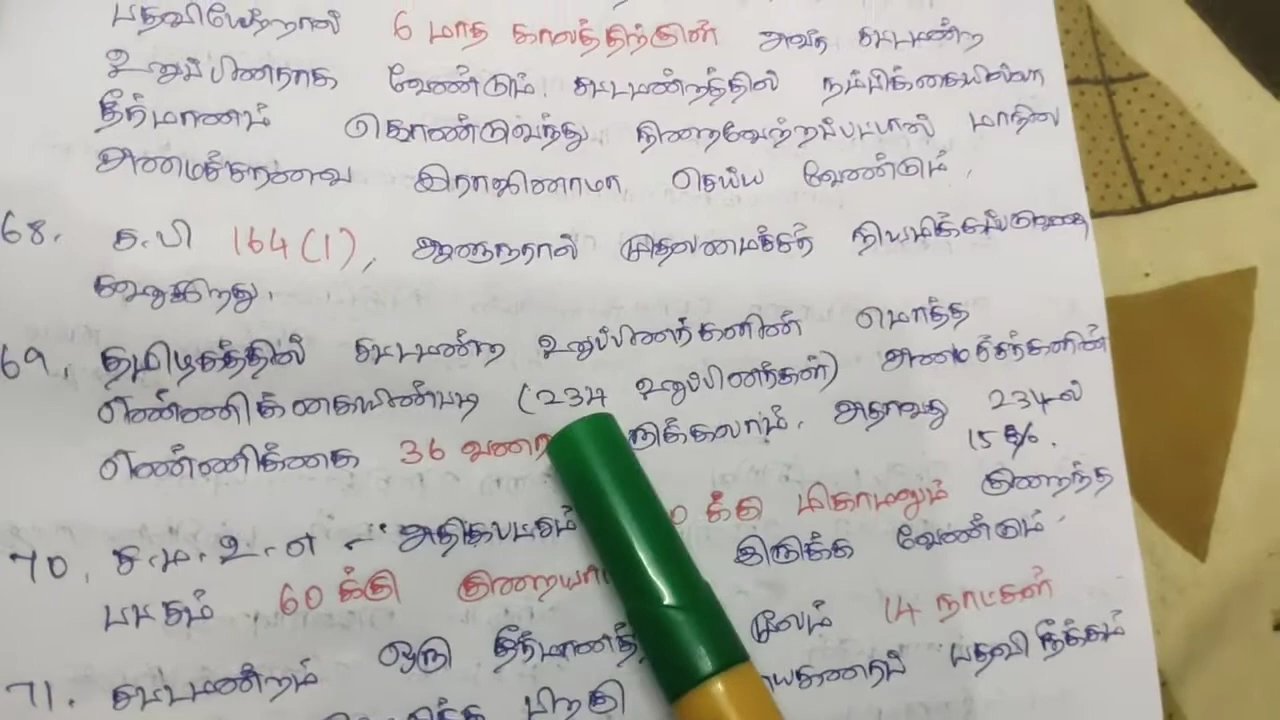 பதவியேற்றால் 6 மாத காலத்திற்குள் அவர் சட்டமன்ற
உறுப்பினராக வேண்டும். சட்டமன்றத்தில் நம்பிக்கையில்லா
தீர்மானம் கொண்டுவந்து நிறைவேற்றப்பட்டால் மாநில
அமைச்சரவை இராஜினாமா செய்ய வேண்டும்.
68. ச.பி 164(1), ஆளுநரால் முதலமைச்சர் நியமிக்கப்படுவதை
கூறுகிறது.
69. தமிழகத்தில் சட்டமன்ற உறுப்பினர்களின் மொத்த
எண்ணிக்கையின்படி (234 உறுப்பினர்கள்) அமைச்சர்களின்
எண்ணிக்கை 36 வரை அதாவது 234ல்
15%.
70. ச.ம.உ.எ - அதிகபட்சம் க்கு மிகாமலும் குறைந்த
பட்சம் 60க்கு இருக்க வேண்டும்.
71. சட்டமன்றம் ஒரு மூலம் 14 நாட்கள்
பிறகு பதவி நீக்கம்